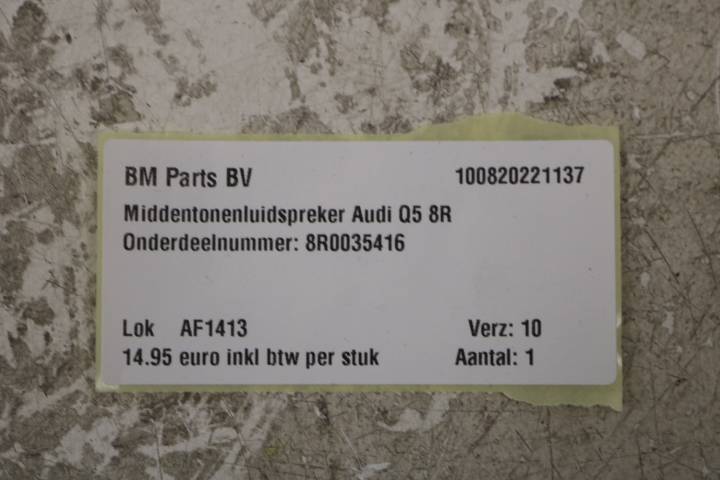 BM Parts BV 100820221137
Middentonenluidspreker Audi Q5 8R
Onderdeelnummer: 8R0035416
Lok AF1413 Verz: 10
14.95 euro inkl btw per stuk Aantal: 1